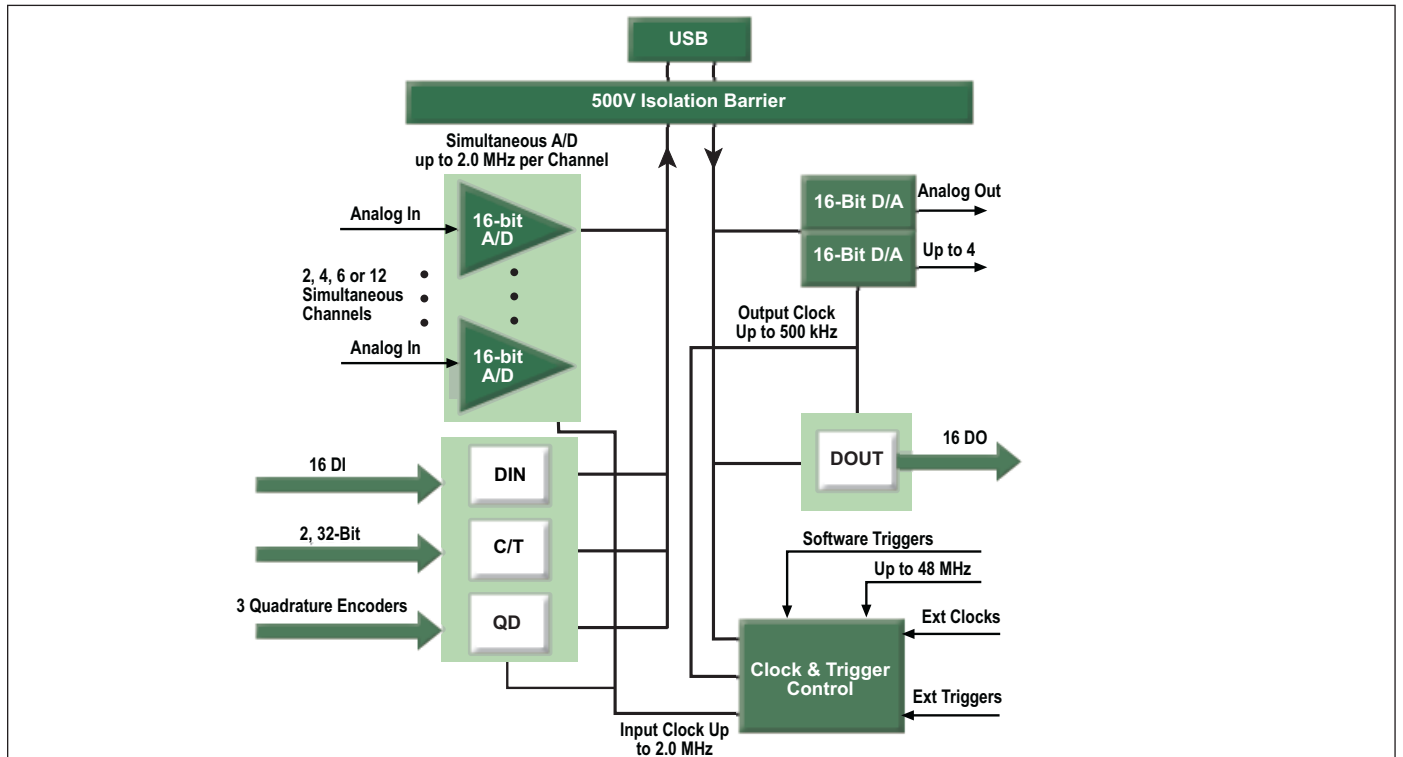 USB
500V Isolation Barrier
Simultaneous A/D
up to 2.0 MHz per Channel
Analog In
16-bit
A/D
2, 4, 6 or 12
Simultaneous
Channels
Analog In
16-bit
A/D
16-Bit D/A
Analog Out
16-Bit D/A
Up to 4
Output Clock
Up to 500 kHz
16 DI
DIN
2, 32-Bit
C/T
3 Quadrature Encoders
QD
DOUT
16 DO
Software Triggers
Up to 48 MHz
Ext Clocks
Clock & Trigger
Control
Ext Triggers
Input Clock Up
to 2.0 MHz